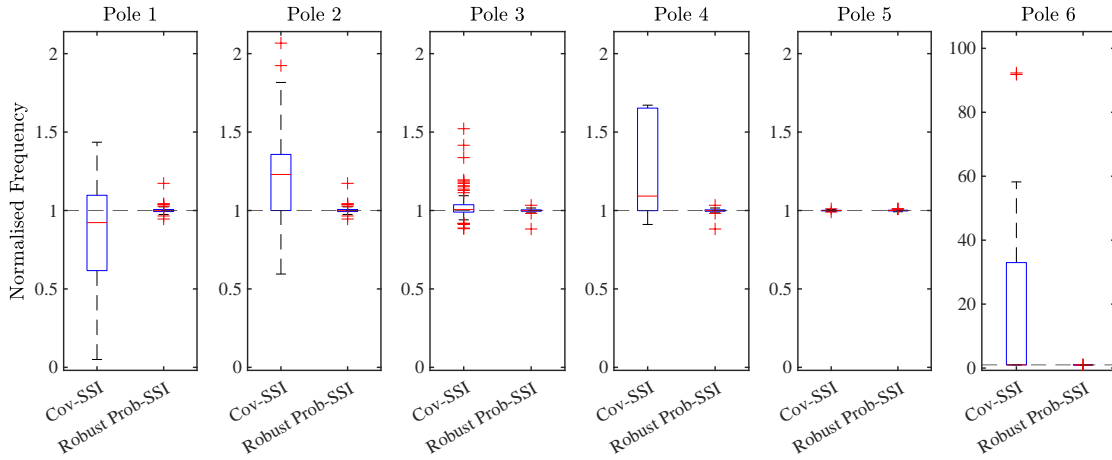 Pole 1
Pole 2
Pole 3
Pole 4
Pole 5
Pole 6
Normalised Frequency
2
1.5
1
0.5
0
2
1.5
1
0.5
0
2
1.5
1
0.5
0
2
1.5
1
0.5
0
2
1.5
1
0.5
0
100
80
60
40
20
0
Cov-SSI
Robust Prob-SSI
Cov-SSI
Robust Prob-SSI
Cov-SSI
Robust Prob-SSI
Cov-SSI
Robust Prob-SSI
Cov-SSI
Robust Prob-SSI
Cov-SSI
Robust Prob-SSI